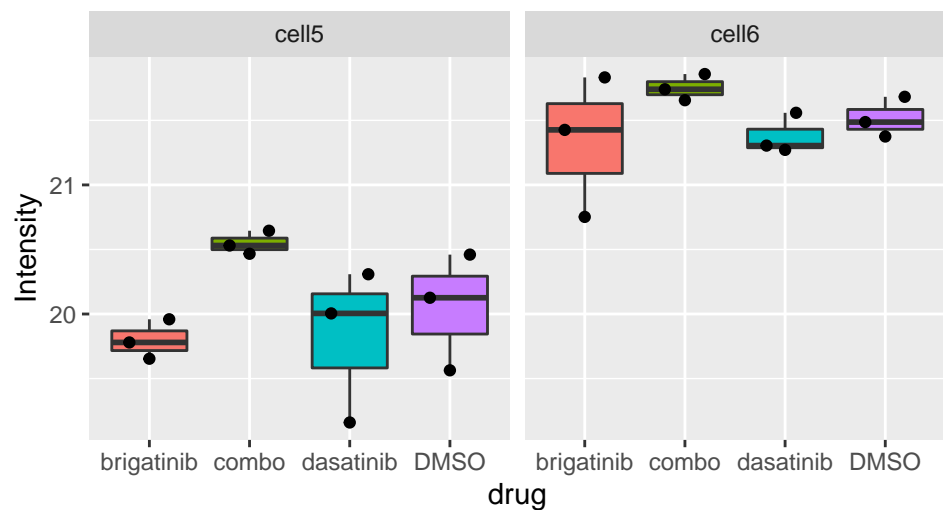 cell5 cell6
Intensity
21
20
brigatinib combo dasatinib DMSO brigatinib combo dasatinib DMSO
drug